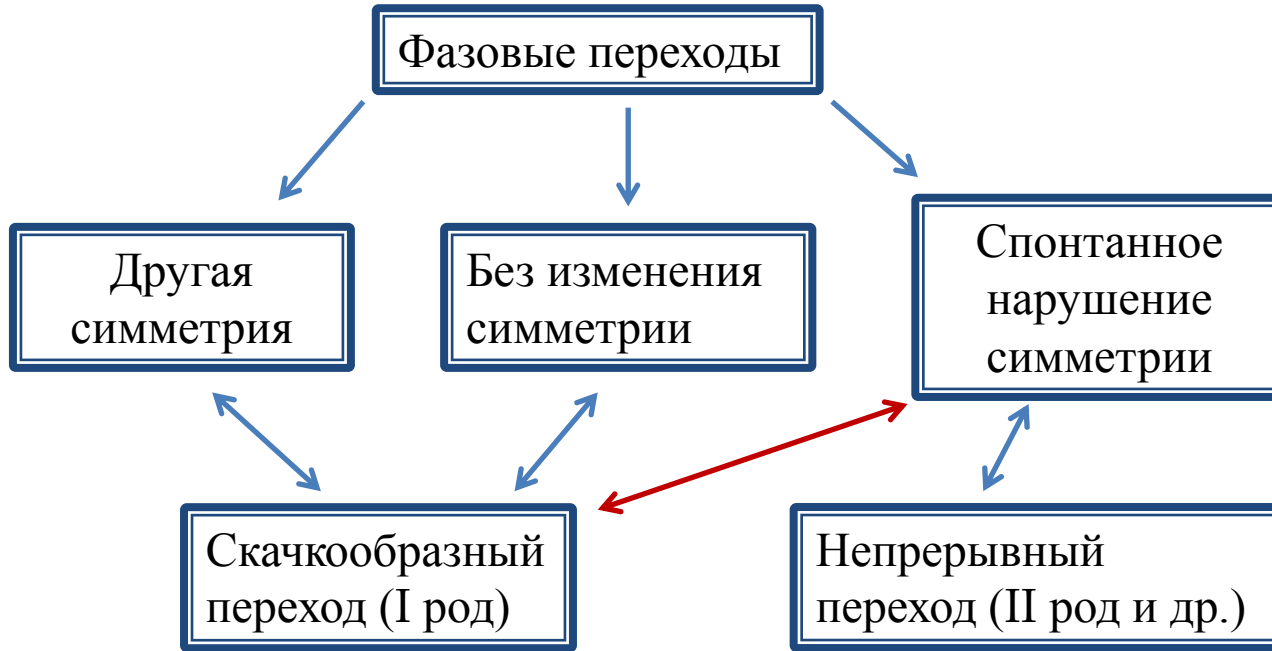 Фазовые переходы
Другая
симметрия
Без изменения
симметрии
Спонтанное
нарушение
симметрии
Скачкообразный
переход (I род)
Непрерывный
переход (II род и др.)